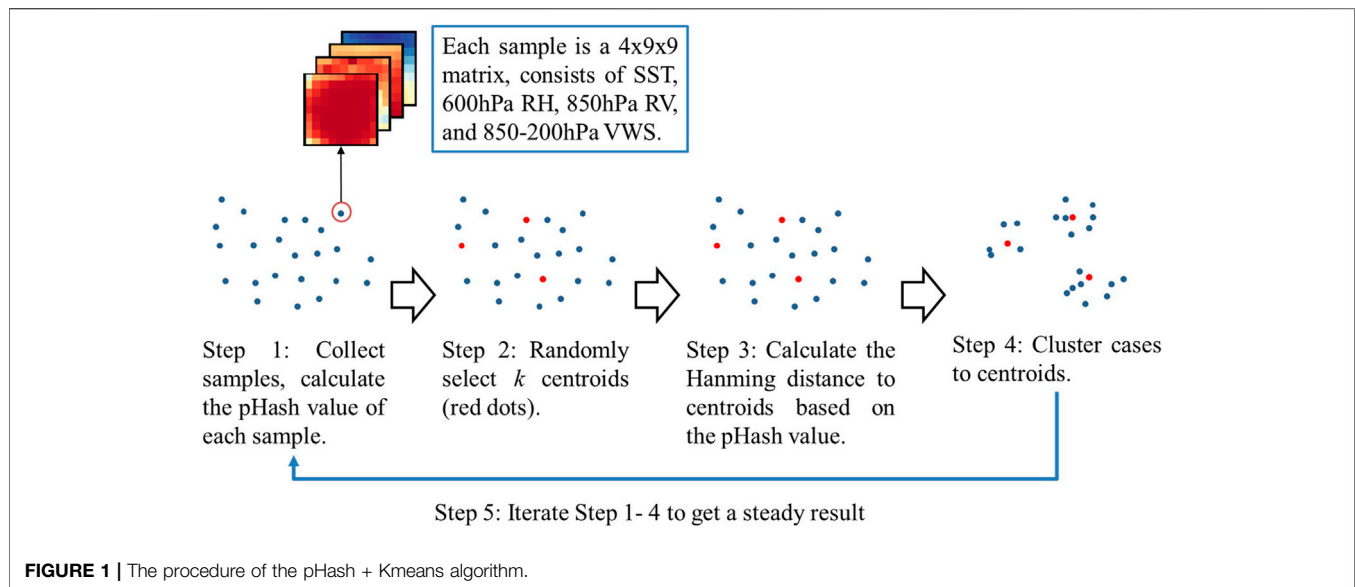 Each sample is a 4x9x9
matrix, consists of SST,
600hPa RH, 850hPa RV,
and 850-200hPa VWS.
Step 1: Collect
samples, calculate
the pHash value of
each sample.
Step 2: Randomly
select k centroids
(red dots).
Step 3: Calculate the
Hanming distance to
centroids based on
the pHash value.
Step 4: Cluster cases
to centroids.
Step 5: Iterate Step 1- 4 to get a steady result
FIGURE 1 | The procedure of the pHash + Kmeans algorithm.